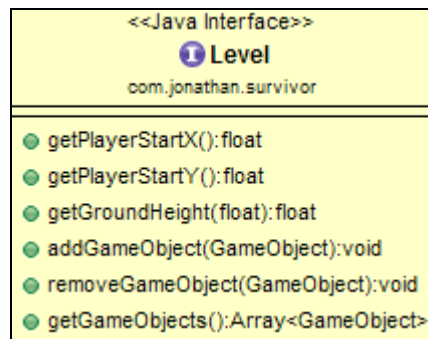 <<Java Interface>>
I Level
com.jonathan.survivor
getPlayerStartX():float
getPlayerStartY():float
getGroundHeight(float):float
addGameObject(GameObject):void
removeGameObject(GameObject):void
getGameObjects():Array<GameObject>